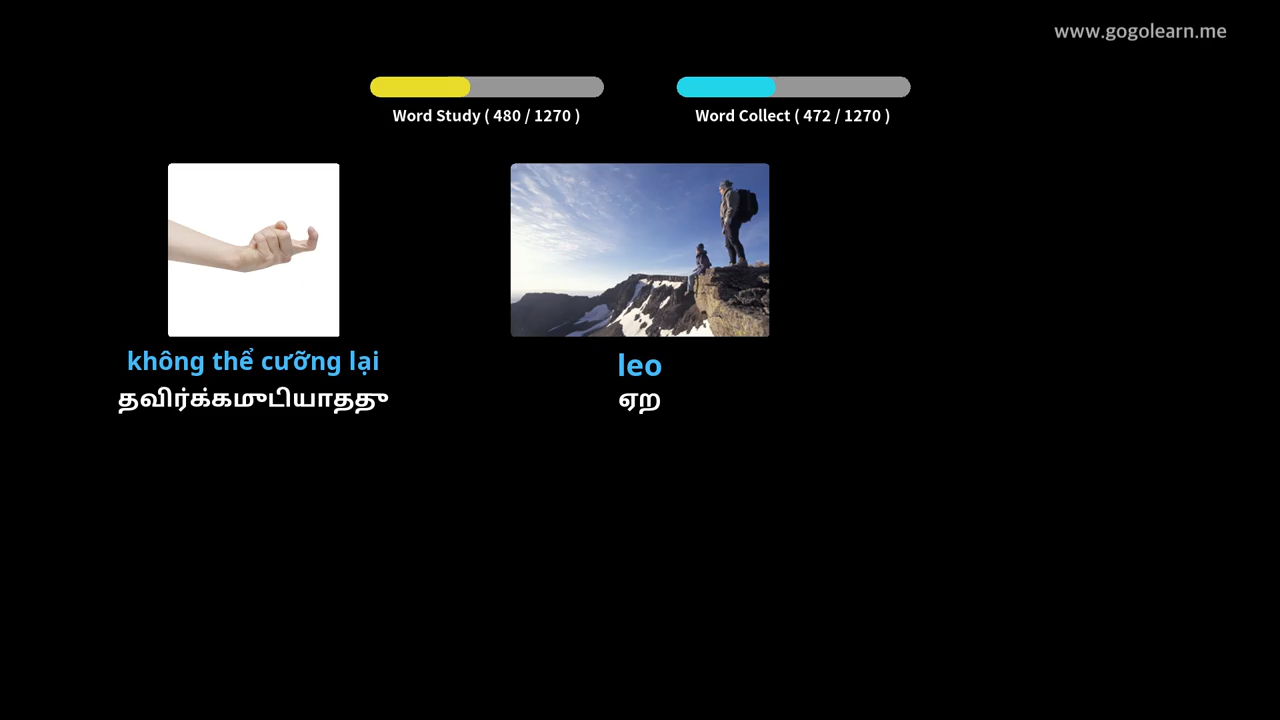 www.gogolearn.me
Word Study ( 480 / 1270 )
Word Collect ( 472 / 1270 )
không thể cưỡng lại
தவிர்க்கமுடியாதது
leo
ஏற